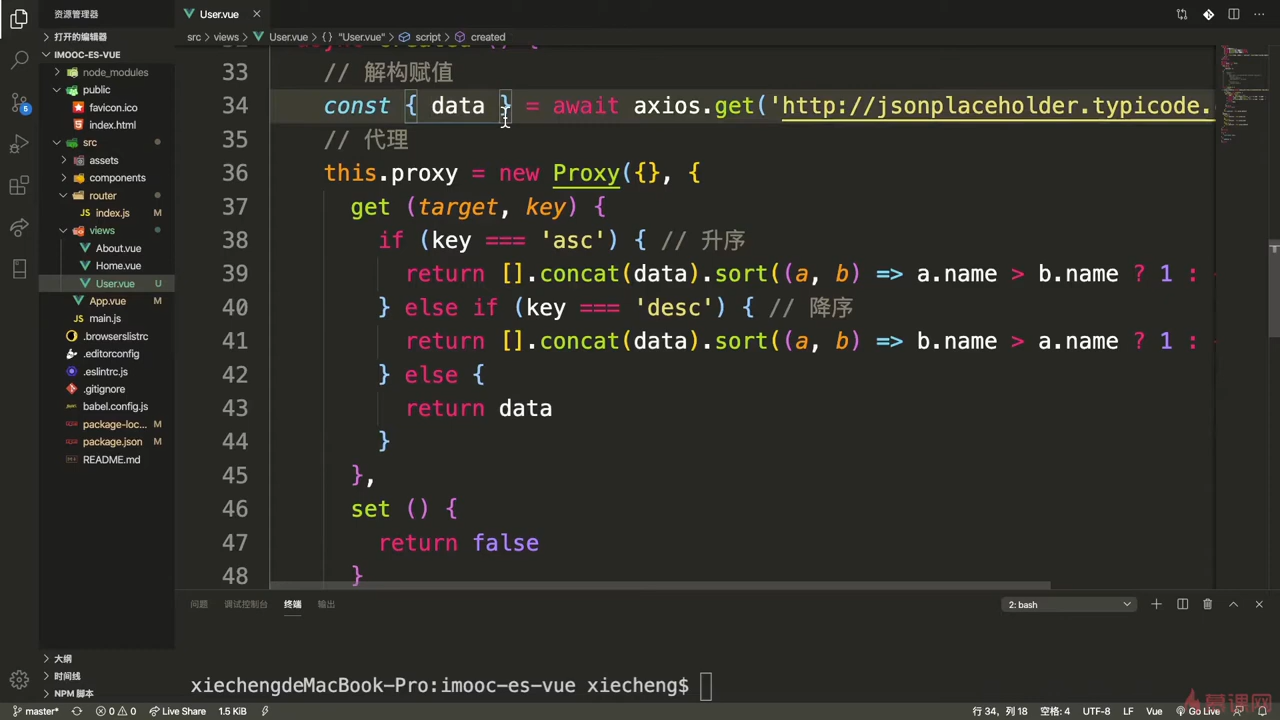 资源管理器
User.vue
打开的编辑器
src > views > User.vue > {} "User.vue" > script > created
IMOOC-ES-VUE
node_modules
public
favicon.ico
index.html
src
assets
components
router
index.js M
views
About.vue
Home.vue
User.vue U
App.vue M
main.js
.browserslistrc
.editorconfig
.eslintrc.js
.gitignore
babel.config.js
package-loc... M
package.json M
README.md
5
33 // 解构赋值
34 const { data } = await axios.get('http://jsonplaceholder.typicode.
35 // 代理
36 this.proxy = new Proxy({}, {
37 get (target, key) {
38 if (key === 'asc') { // 升序
39 return [].concat(data).sort((a, b) => a.name > b.name ? 1 :
40 } else if (key === 'desc') { // 降序
41 return [].concat(data).sort((a, b) => b.name > a.name ? 1 :
42 } else {
43 return data
44 }
45 },
46 set () {
47 return false
48 }
问题 调试控制台 终端 输出 2: bash
xiechengdeMacBook-Pro:imooc-es-vue xiecheng$
大纲
时间线
NPM 脚本
master* 0 0 Live Share 1.5 KiB 行 34, 列 18 空格: 4 UTF-8 LF Vue Go Live
慕课网